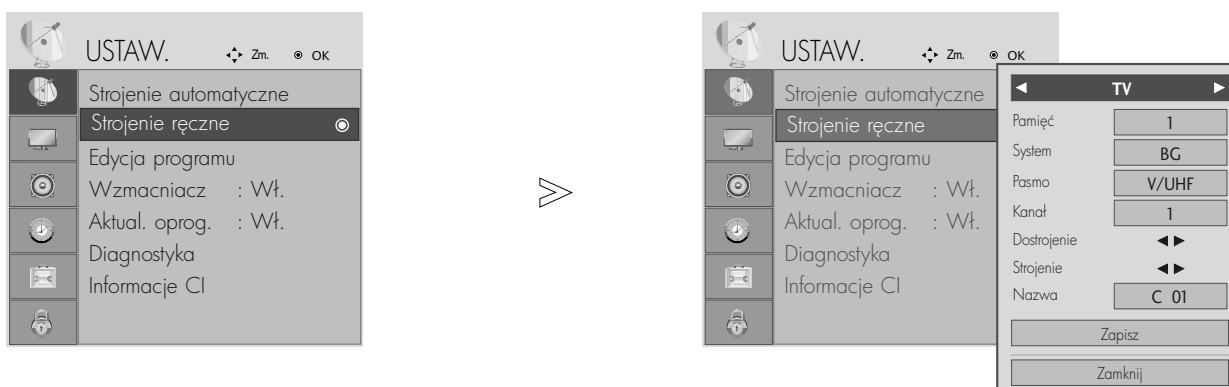 USTAW. Zm. OK
Strojenie automatyczne
Strojenie ręczne
Edycja programu
Wzmacniacz : Wł.
Aktual. oprog. : Wł.
Diagnostyka
Informacje CI
USTAW. Zm. OK
Strojenie automatyczne
Strojenie ręczne
Edycja programu
Wzmacniacz : Wł.
Aktual. oprog. : Wł.
Diagnostyka
Informacje CI
◄ TV ►
Pamięć 1
System BG
Pasmo V/UHF
Kanał 1
Dostrojenie ◄►
Strojenie ◄►
Nazwa C 01
Zapisz
Zamknij